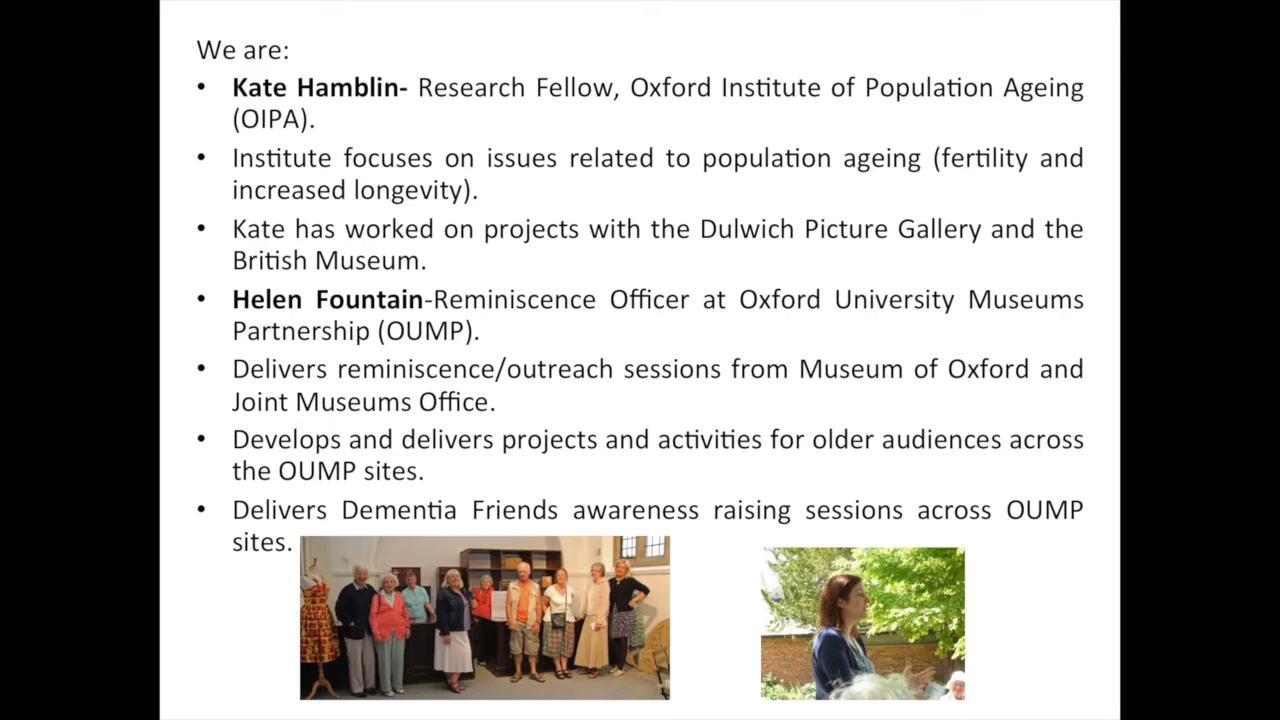 We are:
• Kate Hamblin- Research Fellow, Oxford Institute of Population Ageing
(OIPA).
• Institute focuses on issues related to population ageing (fertility and
increased longevity).
• Kate has worked on projects with the Dulwich Picture Gallery and the
British Museum.
• Helen Fountain-Reminiscence Officer at Oxford University Museums
Partnership (OUMP).
• Delivers reminiscence/outreach sessions from Museum of Oxford and
Joint Museums Office.
• Develops and delivers projects and activities for older audiences across
the OUMP sites.
• Delivers Dementia Friends awareness raising sessions across OUMP
sites.